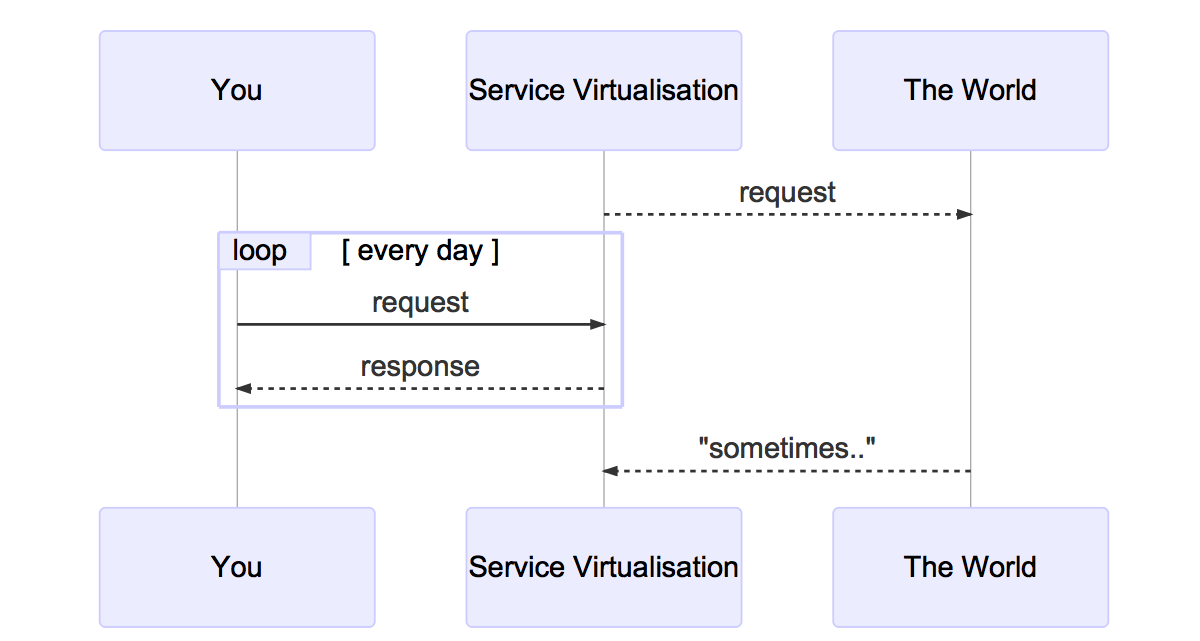 You
Service Virtualisation
The World
request
loop
[ every day ]
request
response
"sometimes.."
You
Service Virtualisation
The World